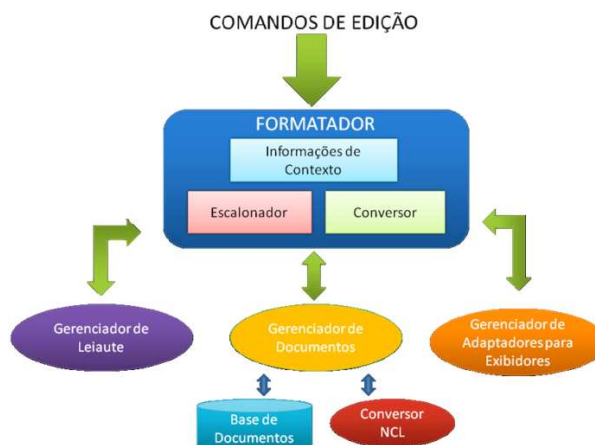 COMANDOS DE EDIÇÃO
FORMATADOR
Informações de
Contexto
Escalonador
Conversor
Gerenciador de
Leiaute
Gerenciador de
Documentos
Gerenciador de
Adaptadores para
Exibidores
Base de
Documentos
Conversor
NCL